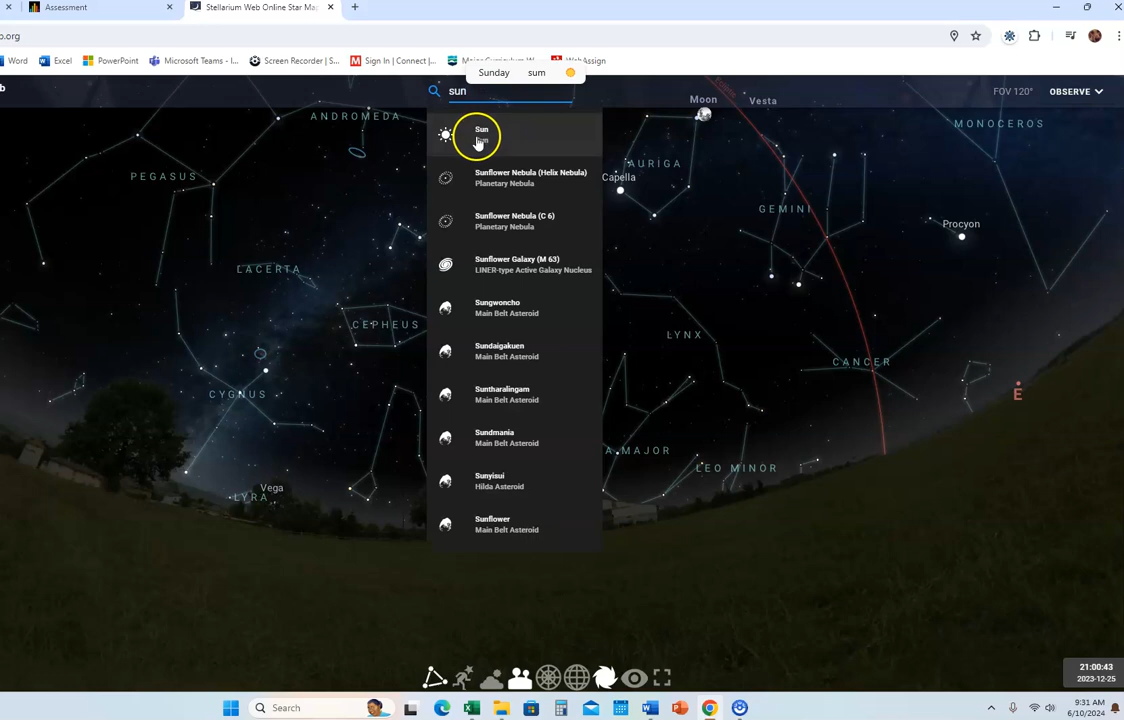 Assessment
Stellarium Web Online Star Ma
p.org
Word
Excel
PowerPoint
Microsoft Teams - I...
Screen Recorder | S...
Sign In | Connect |...
WebAssign
Sunday sum
b
sun
FOV 120°
OBSERVE
Sun
Sunflower Nebula (Helix Nebula)
Planetary Nebula
Sunflower Nebula (C 6)
Planetary Nebula
Sunflower Galaxy (M 63)
LINER-type Active Galaxy Nucleus
Sungwoncho
Main Belt Asteroid
Sundaigakuen
Main Belt Asteroid
Suntharalingam
Main Belt Asteroid
Sundmania
Main Belt Asteroid
Sunyisui
Hilda Asteroid
Sunflower
Main Belt Asteroid
ANDROMEDA
PEGASUS
LACERTA
CEPHEUS
CYGNUS
Vega
LYRA
Moon
Vesta
MONOCEROS
AURIGA
Capella
GEMINI
Procyon
LYNX
CANCER
E
A MAJOR
LEO MINOR
21:00:43
2023-12-25
Search
9:31 AM
6/10/2024